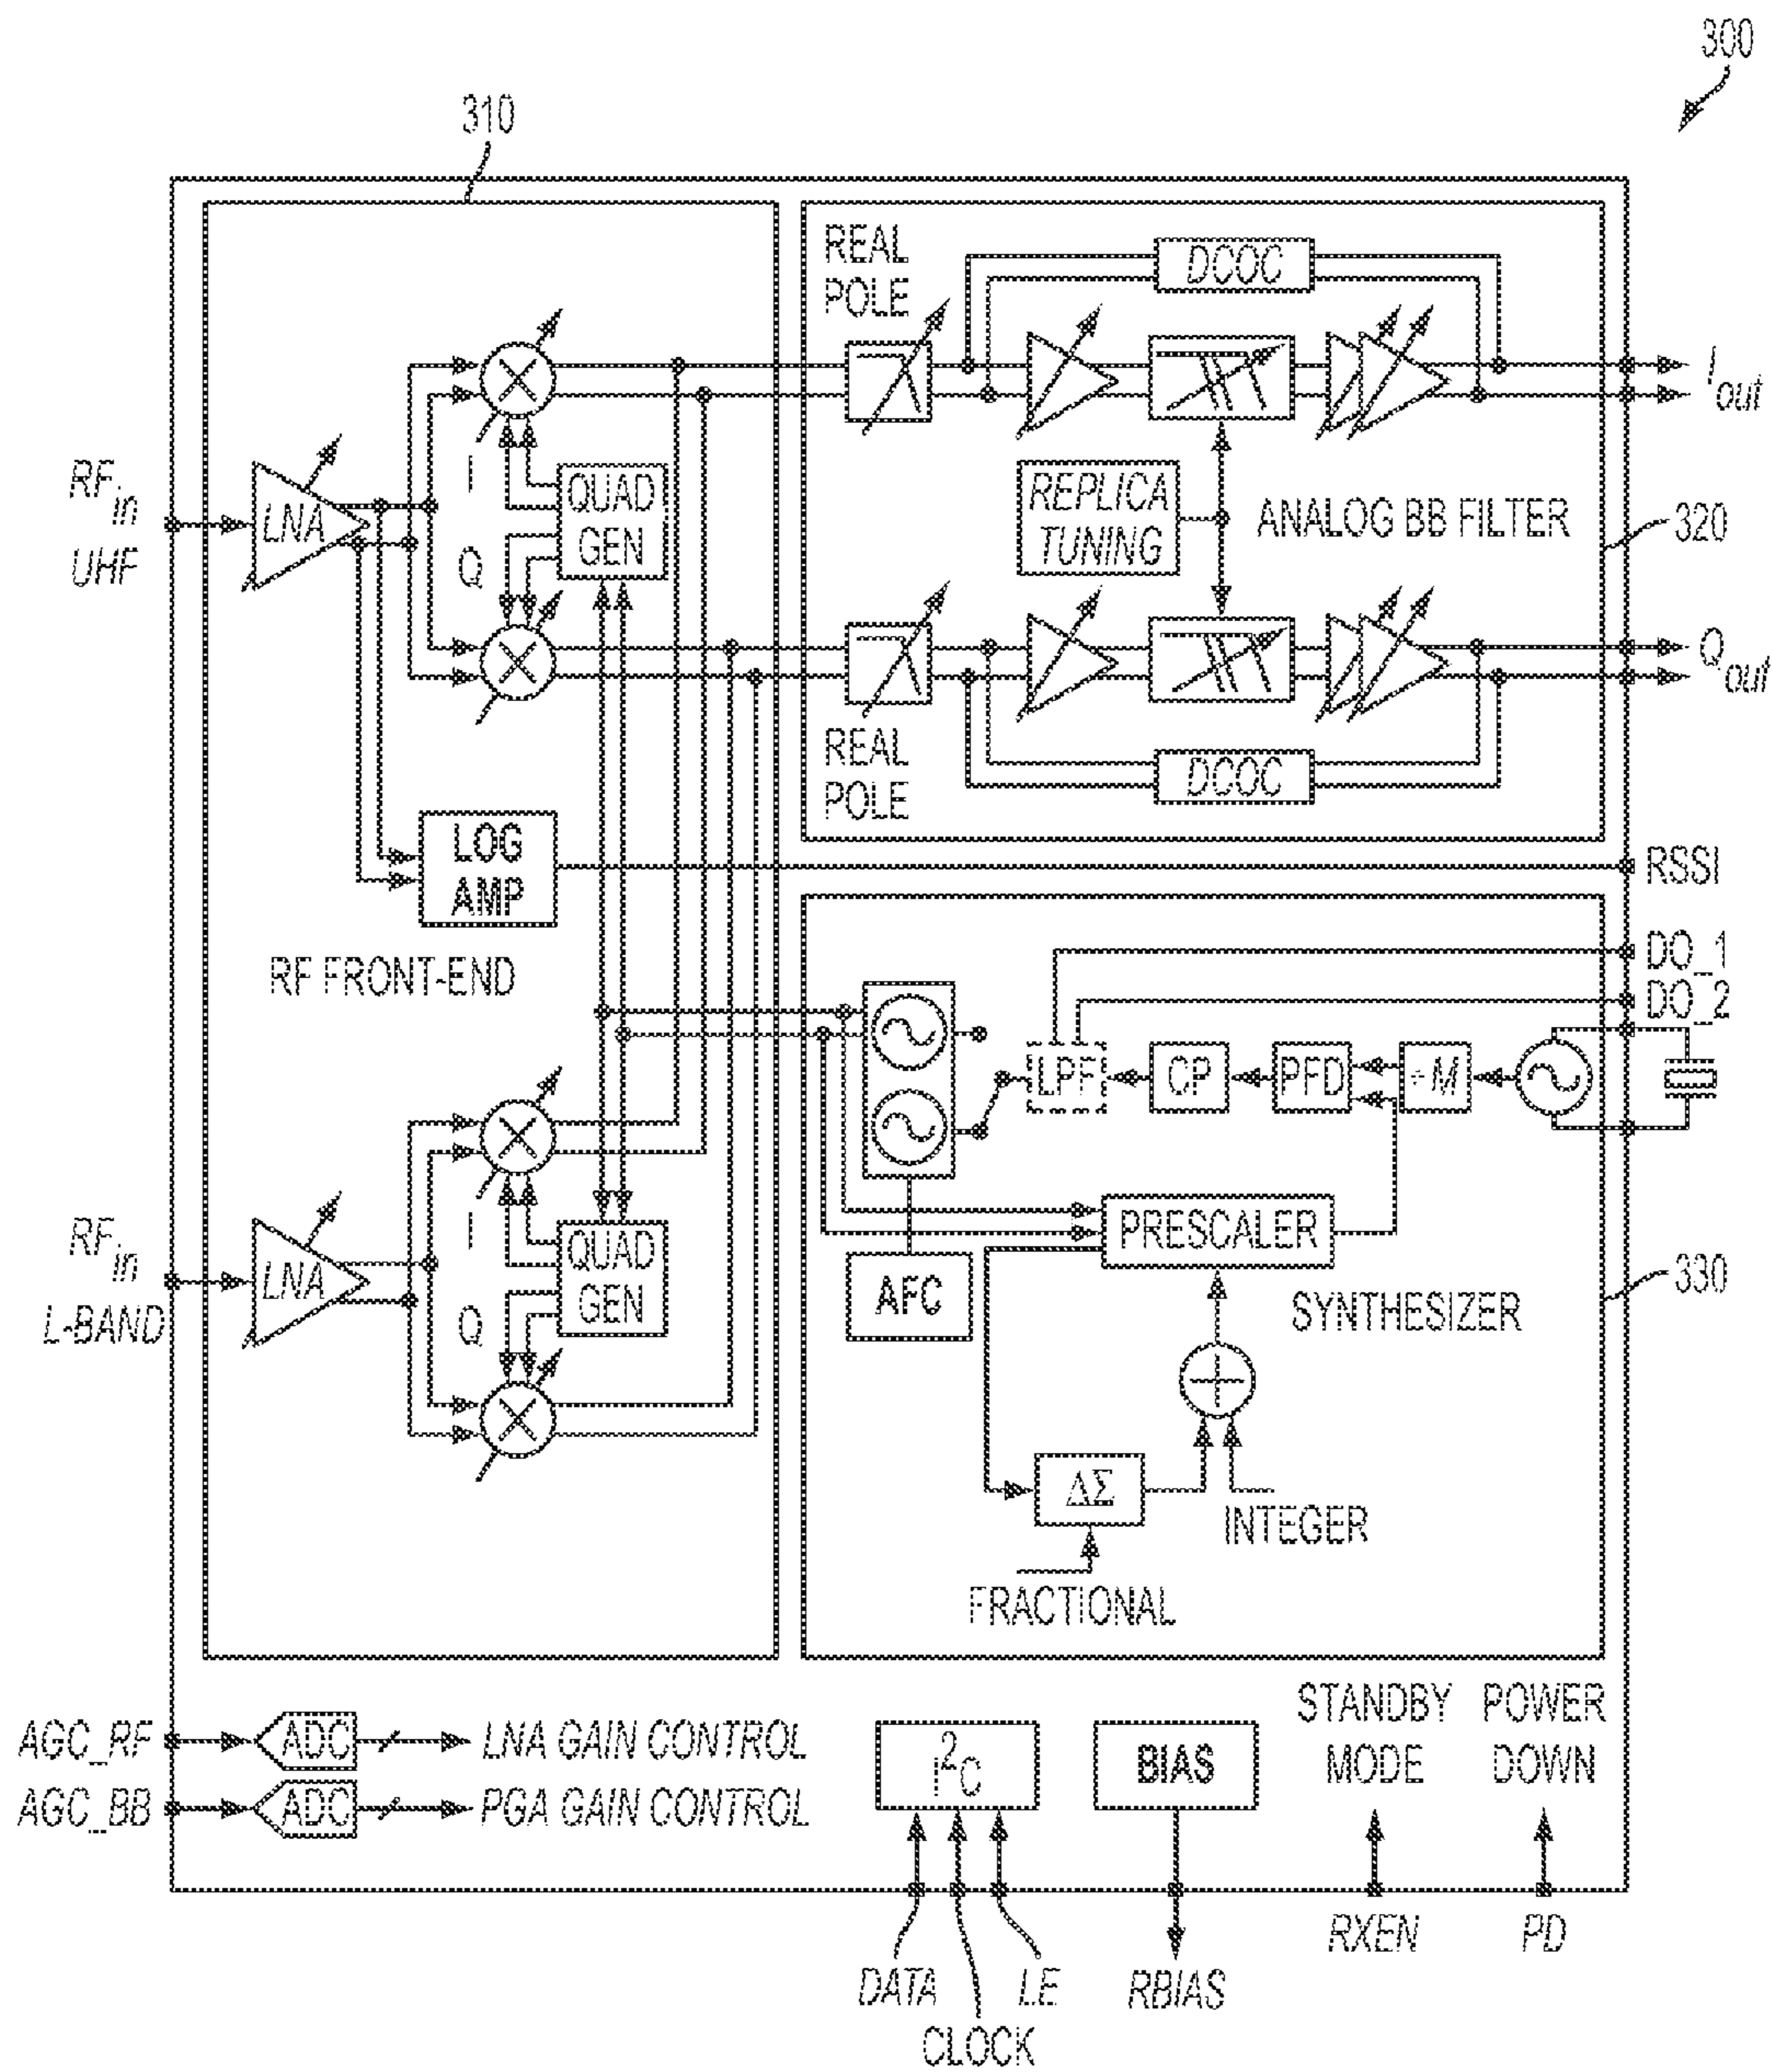 300
310
REAL
POLE
DCOC
I out
RF in
UHF
LNA
I
Q
QUAD
GEN
REPLICA
TUNING
ANALOG BB FILTER
320
Q out
REAL
POLE
DCOC
LOG
AMP
RSSI
RF FRONT-END
DO_1
DO_2
LPF
CP
PFD
÷M
RF in
L-BAND
LNA
I
Q
QUAD
GEN
PRESCALER
AFC
SYNTHESIZER
330
ΔΣ
INTEGER
FRACTIONAL
AGC_RF
ADC
LNA GAIN CONTROL
AGC_BB
ADC
PGA GAIN CONTROL
I²C
BIAS
STANDBY
MODE
POWER
DOWN
DATA
CLOCK
LE
RBIAS
RXEN
PD